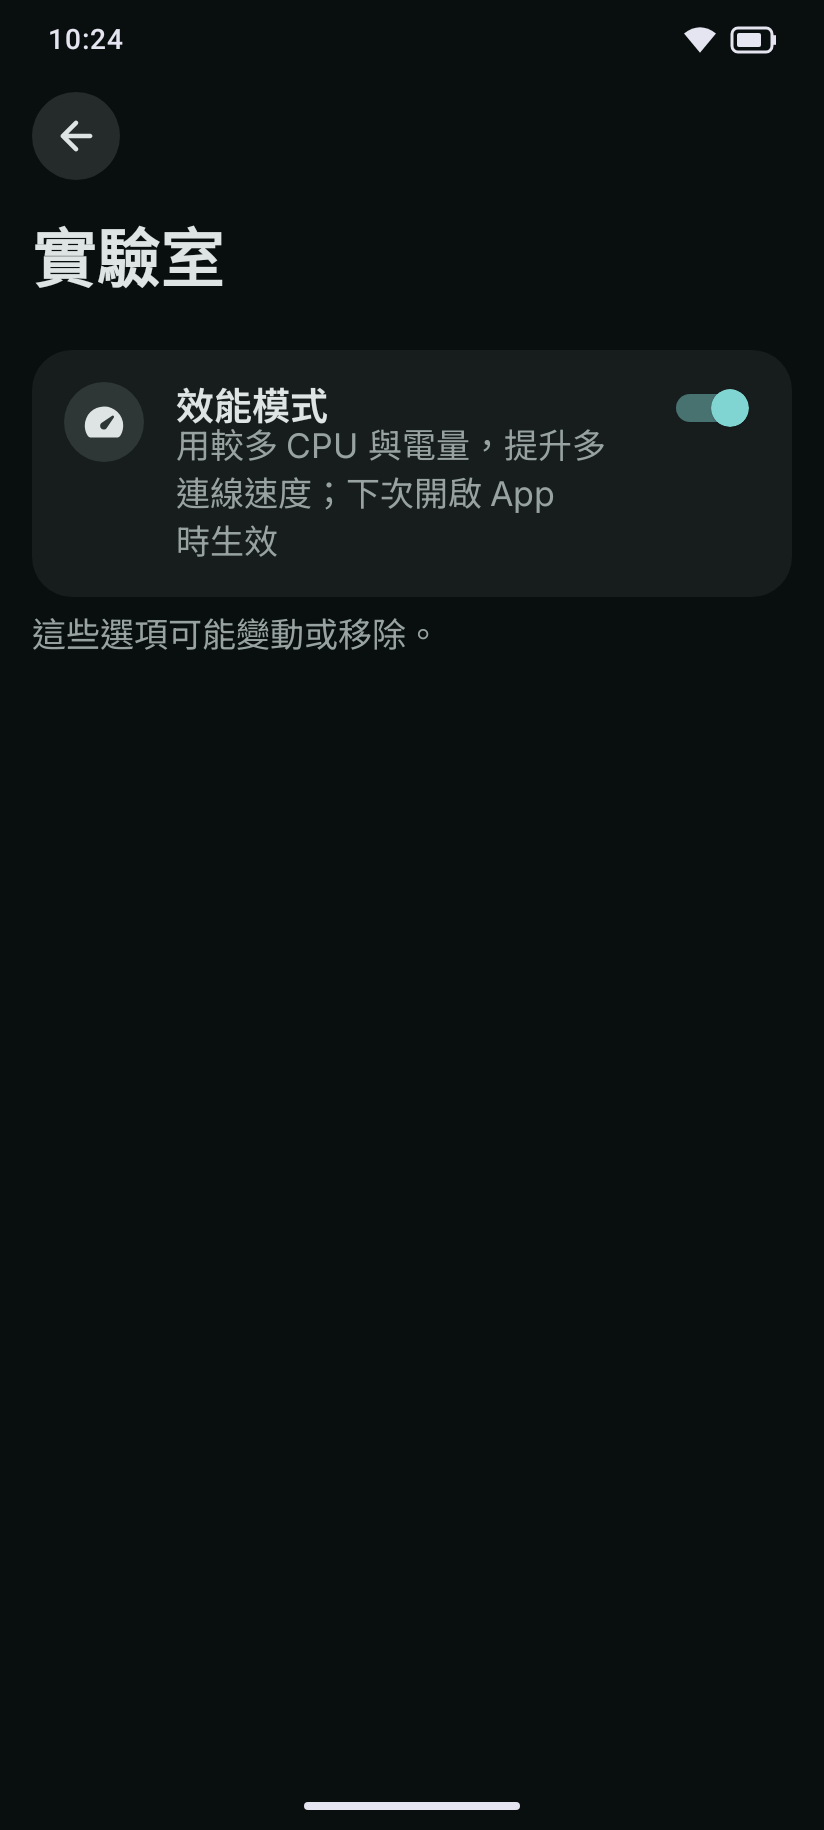 10:24
實驗室
效能模式
用較多 CPU 與電量，提升多
連線速度；下次開啟 App
時生效
這些選項可能變動或移除。